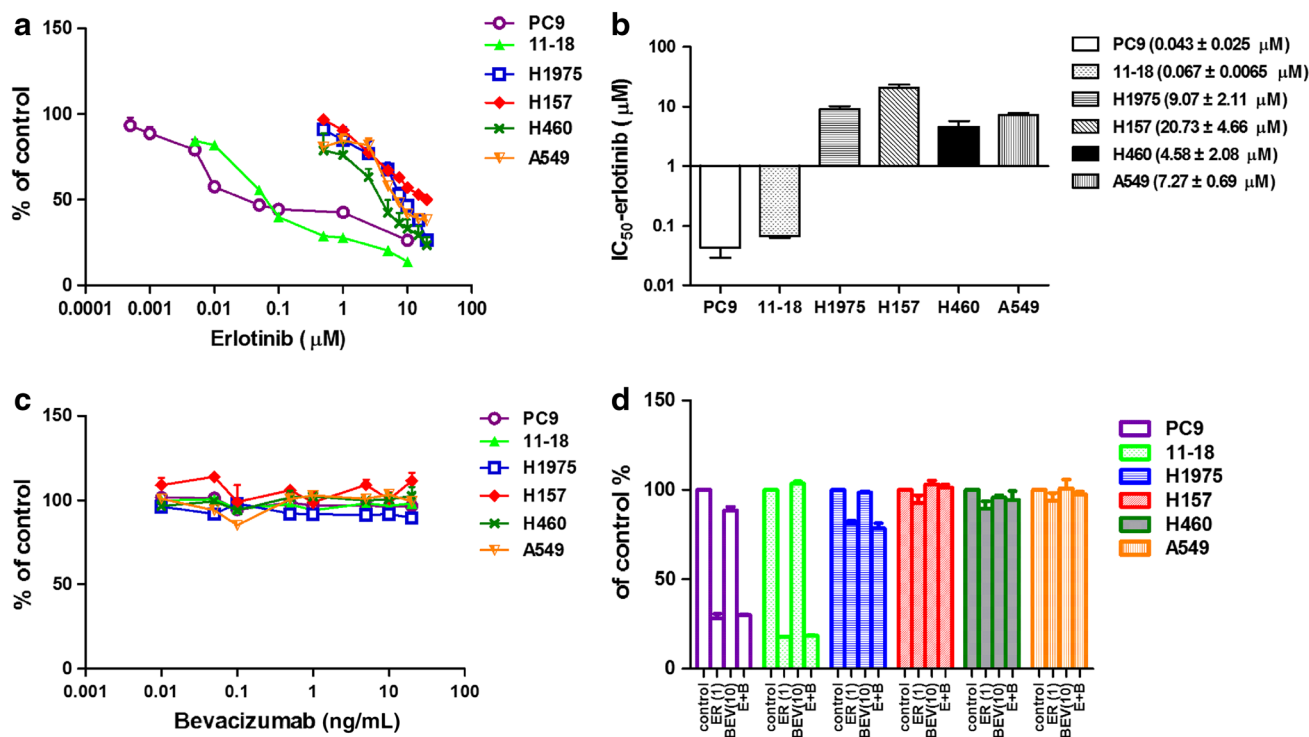 a
150
100
50
0
% of control
0.0001
0.001
0.01
0.1
1
10
100
Erlotinib ( μM)
PC9
11-18
H1975
H157
H460
A549
b
100
10
1
0.1
0.01
IC50-erlotinib (μM)
PC9
11-18
H1975
H157
H460
A549
PC9 (0.043 ± 0.025 μM)
11-18 (0.067 ± 0.0065 μM)
H1975 (9.07 ± 2.11 μM)
H157 (20.73 ± 4.66 μM)
H460 (4.58 ± 2.08 μM)
A549 (7.27 ± 0.69 μM)
c
150
100
50
0
% of control
0.001
0.01
0.1
1
10
100
Bevacizumab (ng/mL)
PC9
11-18
H1975
H157
H460
A549
d
150
100
50
0
of control %
control
ER (1)
BEV(10)
E+B
control
ER (1)
BEV(10)
E+B
control
ER (1)
BEV(10)
E+B
control
ER (1)
BEV(10)
E+B
control
ER (1)
BEV(10)
E+B
control
ER (1)
BEV(10)
E+B
PC9
11-18
H1975
H157
H460
A549